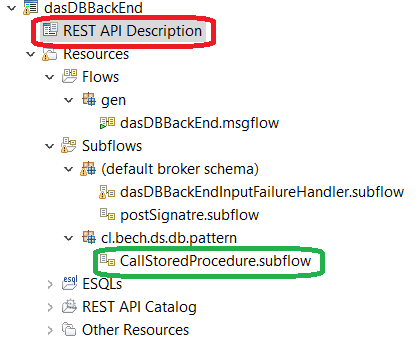 dasDBBackEnd
REST API Description
Resources
Flows
gen
dasDBBackEnd.msgflow
Subflows
(default broker schema)
dasDBBackEndInputFailureHandler.subflow
postSignatre.subflow
cl.bech.ds.db.pattern
CallStoredProcedure.subflow
esql ESQLs
REST API Catalog
Other Resources